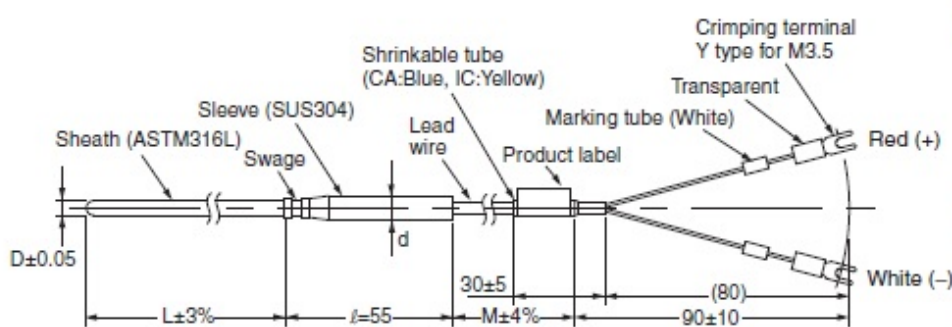 Crimping terminal
Y type for M3.5
Shrinkable tube
(CA:Blue, IC:Yellow)
Transparent
Sleeve (SUS304)
Marking tube (White)
Sheath (ASTM316L)
Lead
wire
Red (+)
Swage
Product label
d
D±0.05
30±5
(80)
White (–)
L±3%
ℓ=55
M±4%
90±10